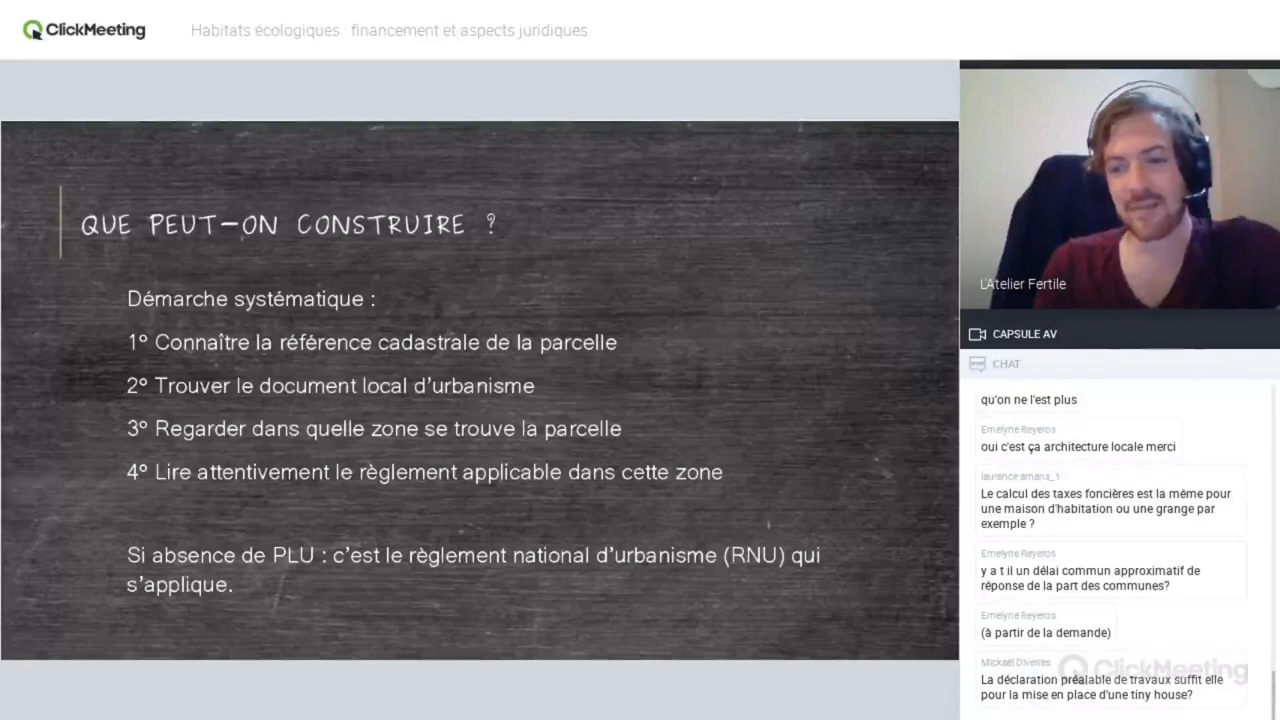 ClickMeeting
Habitats écologiques : financement et aspects juridiques
QUE PEUT-ON CONSTRUIRE ?
Démarche systématique :
1° Connaître la référence cadastrale de la parcelle
2° Trouver le document local d'urbanisme
3° Regarder dans quelle zone se trouve la parcelle
4° Lire attentivement le règlement applicable dans cette zone
Si absence de PLU : c'est le règlement national d'urbanisme (RNU) qui
s'applique.
L'Atelier Fertile
CAPSULE AV
CHAT
qu'on ne l'est plus
Emelyne Reyeros
oui c'est ça architecture locale merci
laurence amans_1
Le calcul des taxes foncières est la même pour
une maison d'habitation ou une grange par
exemple ?
Emelyne Reyeros
y a t il un délai commun approximatif de
réponse de la part des communes?
Emelyne Reyeros
(à partir de la demande)
Mickaël Diverres
La déclaration préalable de travaux suffit elle
pour la mise en place d'une tiny house?
ClickMeeting